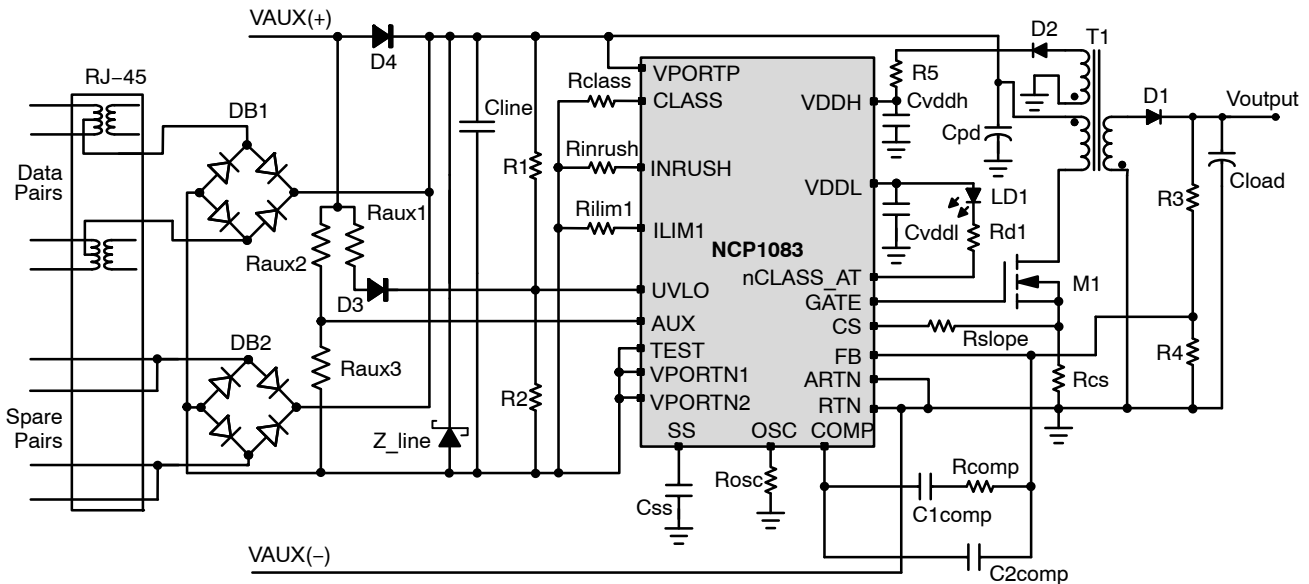 VAUX(+)
D4
RJ−45
DB1
Data
Pairs
Raux1
Raux2
D3
DB2
Raux3
Spare
Pairs
Z_line
Cline
R1
R2
Rclass
Rinrush
Rilim1
VPORTP
CLASS
INRUSH
ILIM1
NCP1083
UVLO
AUX
TEST
VPORTN1
VPORTN2
SS
OSC
COMP
VDDH
VDDL
nCLASS_AT
GATE
CS
FB
ARTN
RTN
R5
Cvddh
D2
T1
Cpd
D1
Voutput
LD1
Cvddl
Rd1
R3
Cload
M1
Rslope
R4
Rcs
Css
Rosc
Rcomp
C1comp
C2comp
VAUX(−)